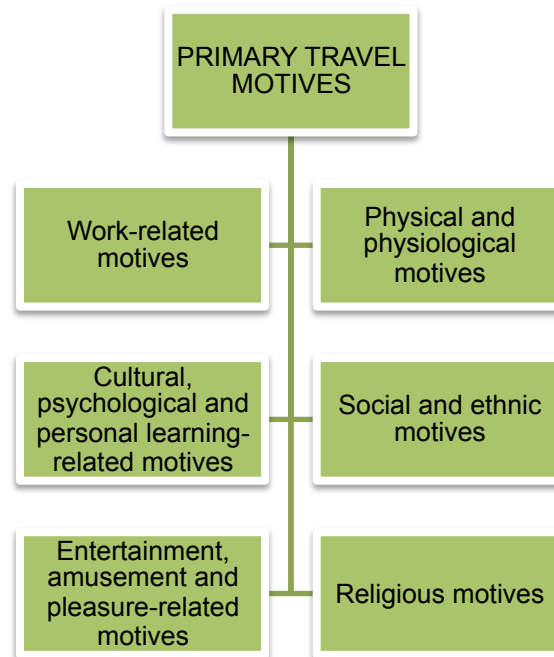 PRIMARY TRAVEL
MOTIVES
Work-related
motives
Physical and
physiological
motives
Cultural,
psychological and
personal learning-
related motives
Social and ethnic
motives
Entertainment,
amusement and
pleasure-related
motives
Religious motives